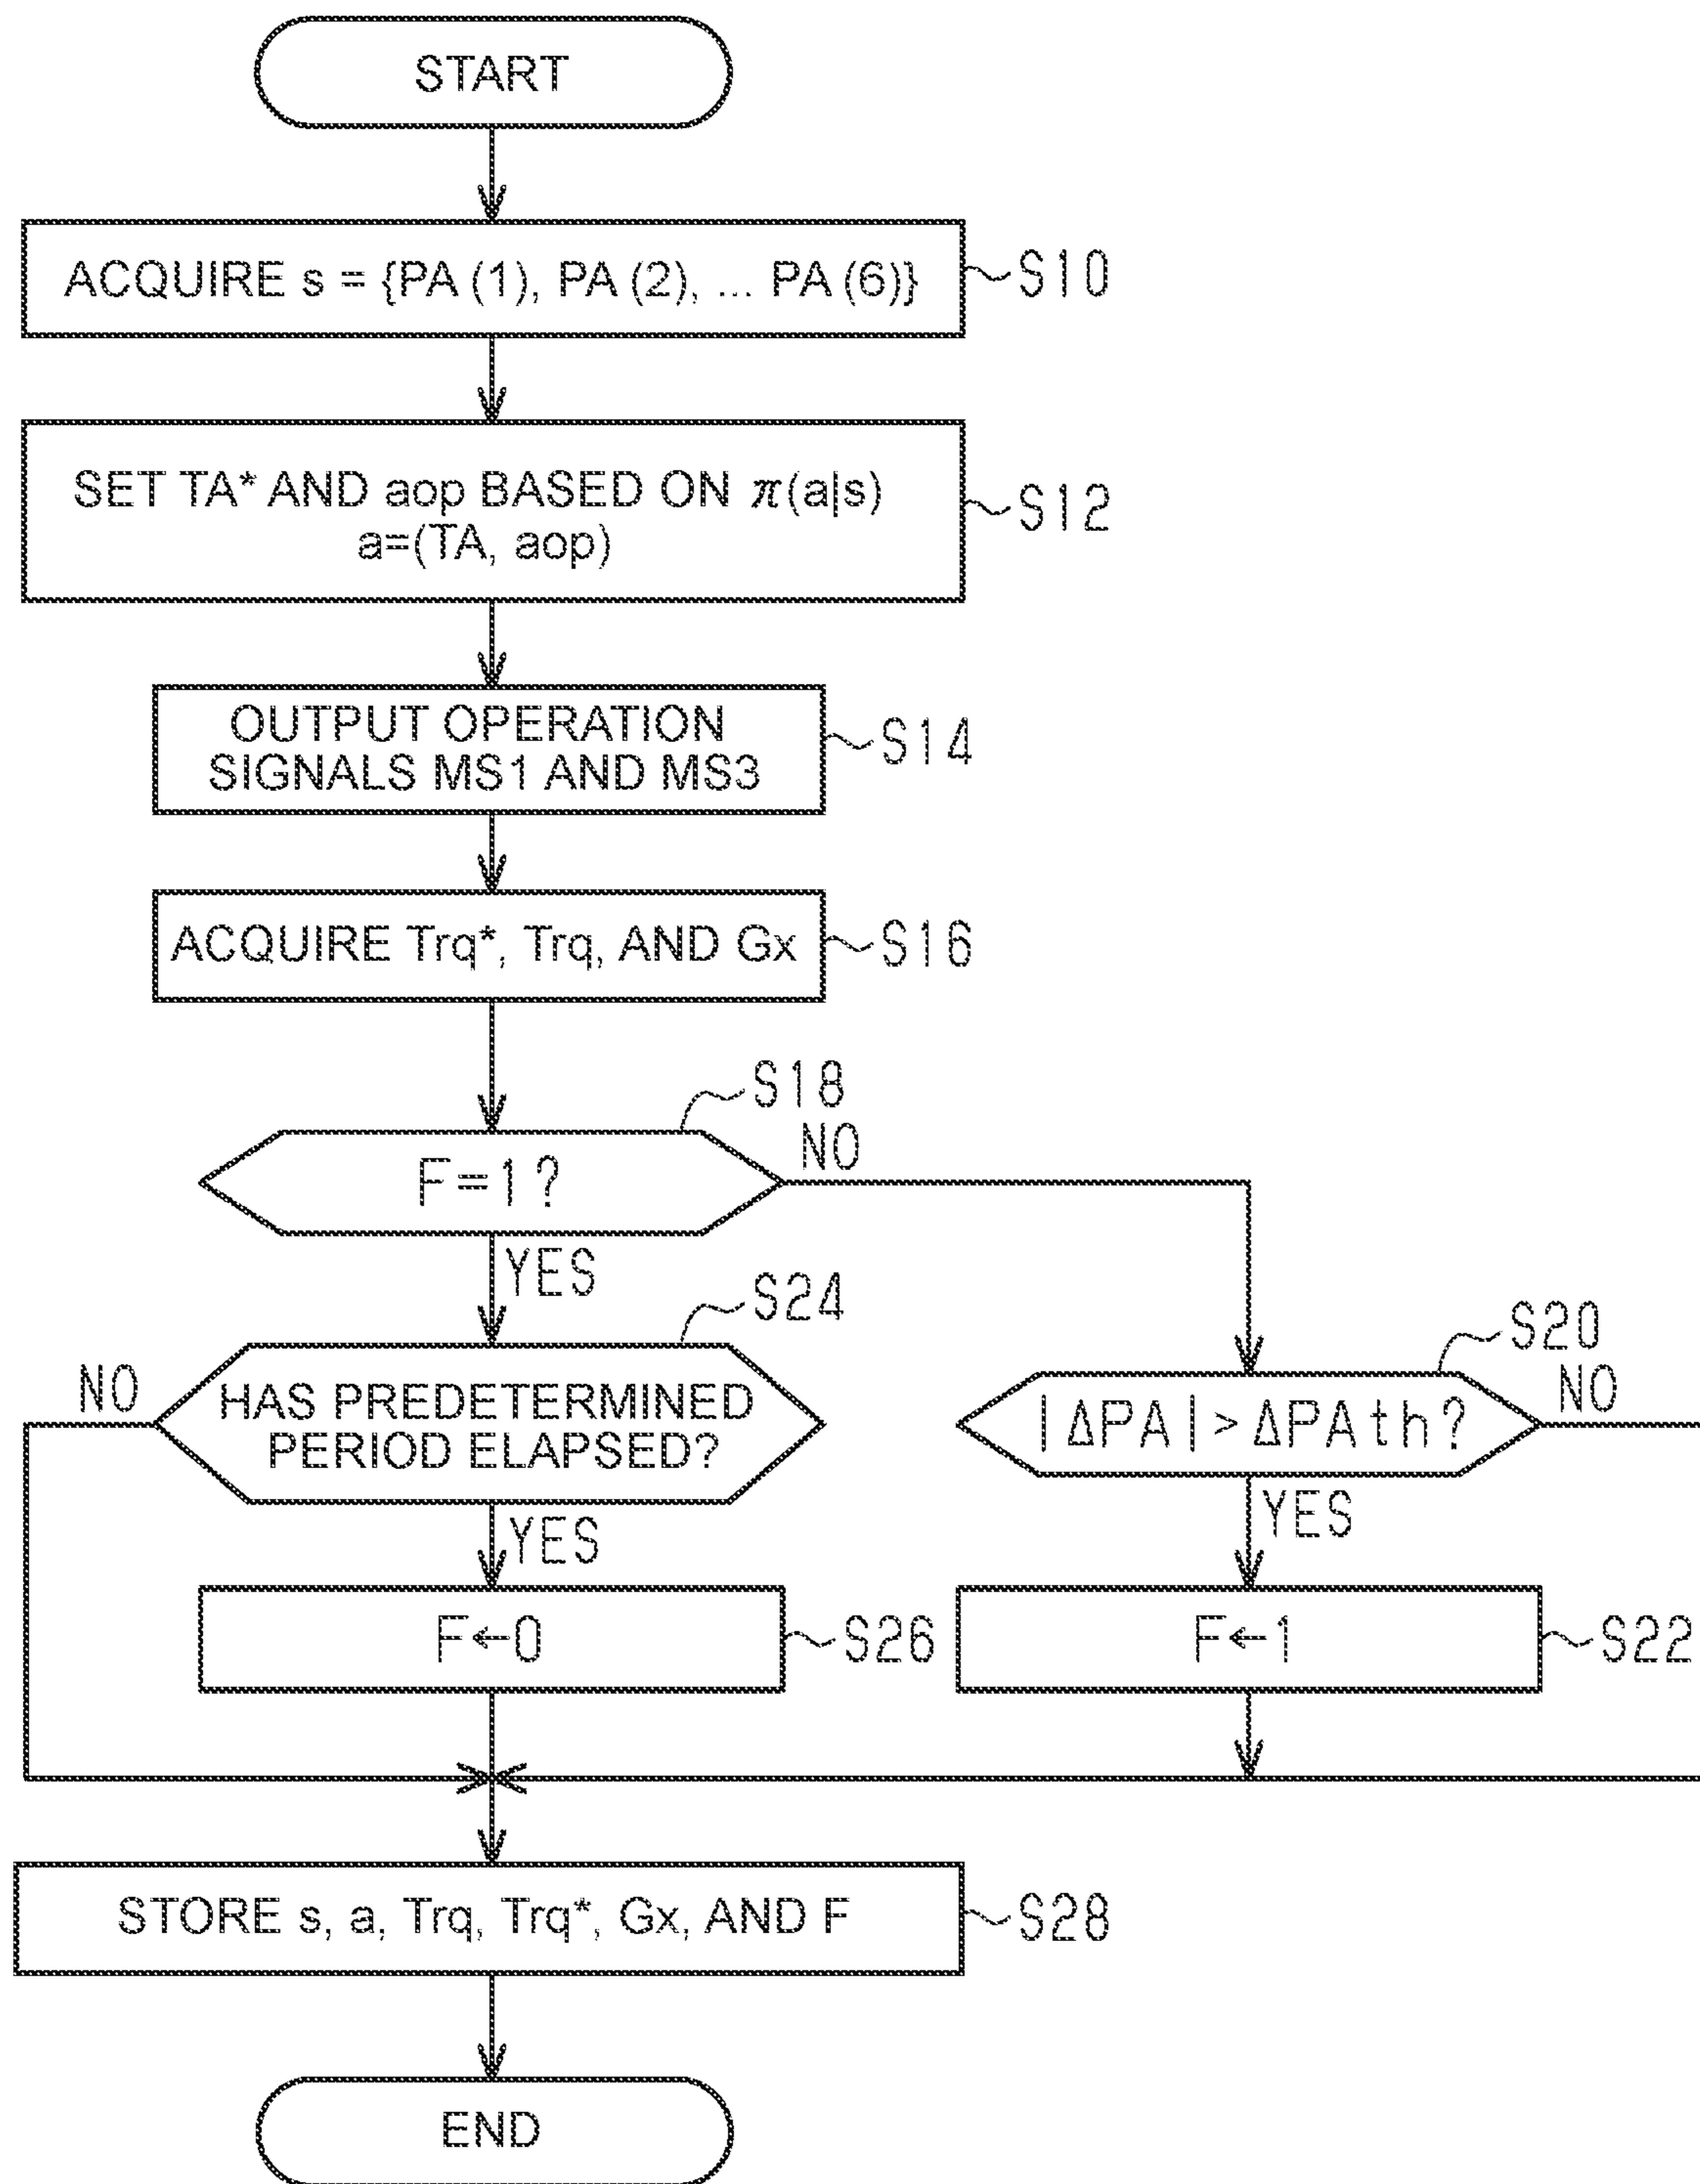 START
ACQUIRE s = {PA (1), PA (2), ... PA (6)}
S10
SET TA* AND aop BASED ON π(a|s)
a=(TA, aop)
S12
OUTPUT OPERATION
SIGNALS MS1 AND MS3
S14
ACQUIRE Trq*, Trq, AND Gx
S16
S18
F=1?
NO
YES
S24
HAS PREDETERMINED
PERIOD ELAPSED?
NO
YES
S20
|ΔPA|>ΔPAth?
NO
YES
F←0
S26
F←1
S22
STORE s, a, Trq, Trq*, Gx, AND F
S28
END